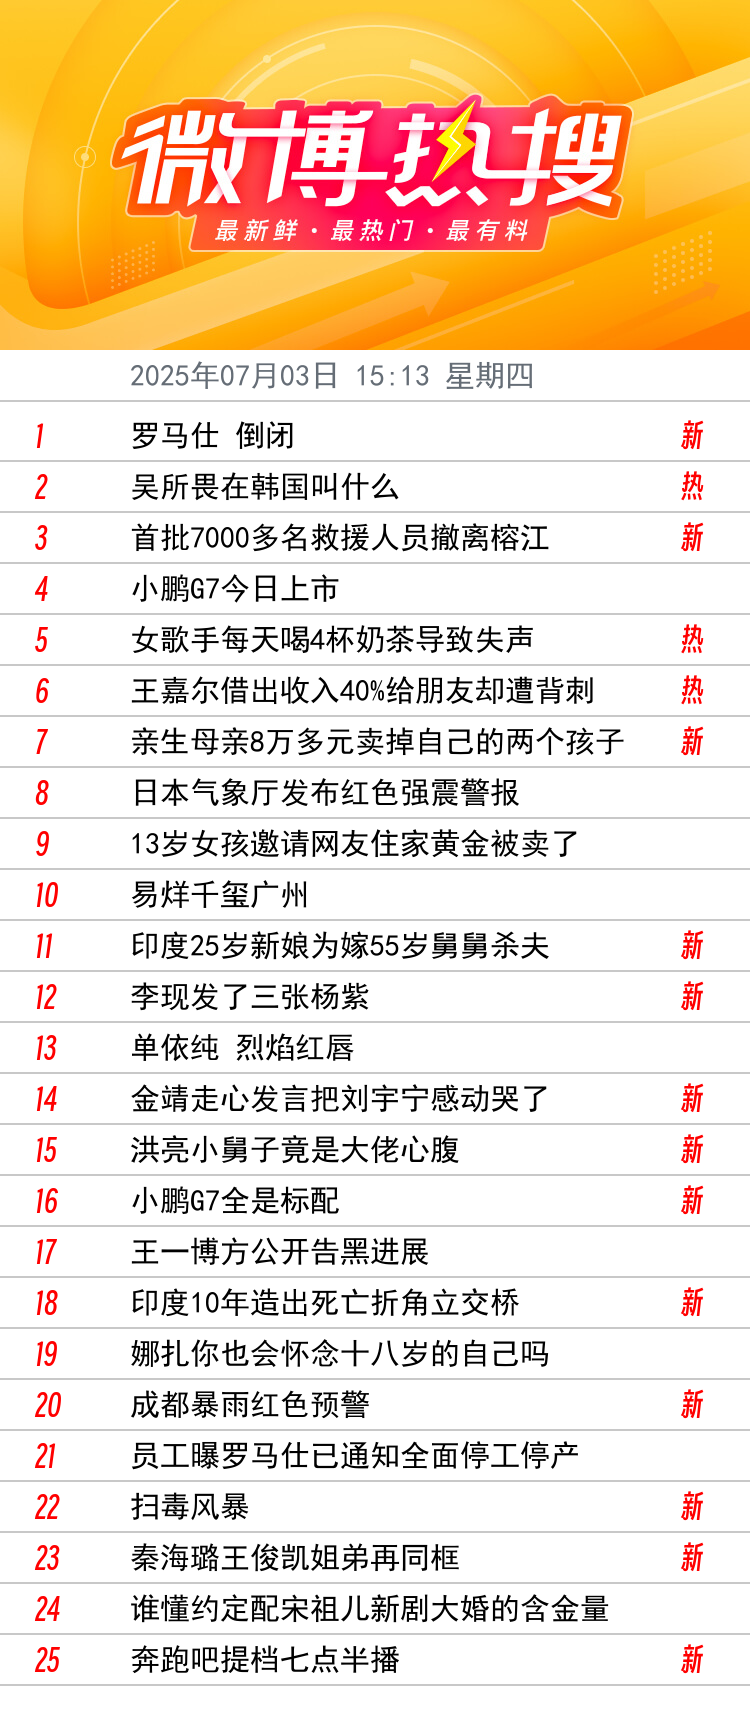 微博热搜
最新鲜·最热门·最有料
2025年07月03日 15:13 星期四
1 罗马仕 倒闭 新
2 吴所畏在韩国叫什么 热
3 首批7000多名救援人员撤离榕江 新
4 小鹏G7今日上市
5 女歌手每天喝4杯奶茶导致失声 热
6 王嘉尔借出收入40%给朋友却遭背刺 热
7 亲生母亲8万多元卖掉自己的两个孩子 新
8 日本气象厅发布红色强震警报
9 13岁女孩邀请网友住家黄金被卖了
10 易烊千玺广州
11 印度25岁新娘为嫁55岁舅舅杀夫 新
12 李现发了三张杨紫 新
13 单依纯 烈焰红唇
14 金靖走心发言把刘宇宁感动哭了 新
15 洪亮小舅子竟是大佬心腹 新
16 小鹏G7全是标配 新
17 王一博方公开告黑进展
18 印度10年造出死亡折角立交桥 新
19 娜扎你也会怀念十八岁的自己吗
20 成都暴雨红色预警 新
21 员工曝罗马仕已通知全面停工停产
22 扫毒风暴 新
23 秦海璐王俊凯姐弟再同框 新
24 谁懂约定配宋祖儿新剧大婚的含金量
25 奔跑吧提档七点半播 新